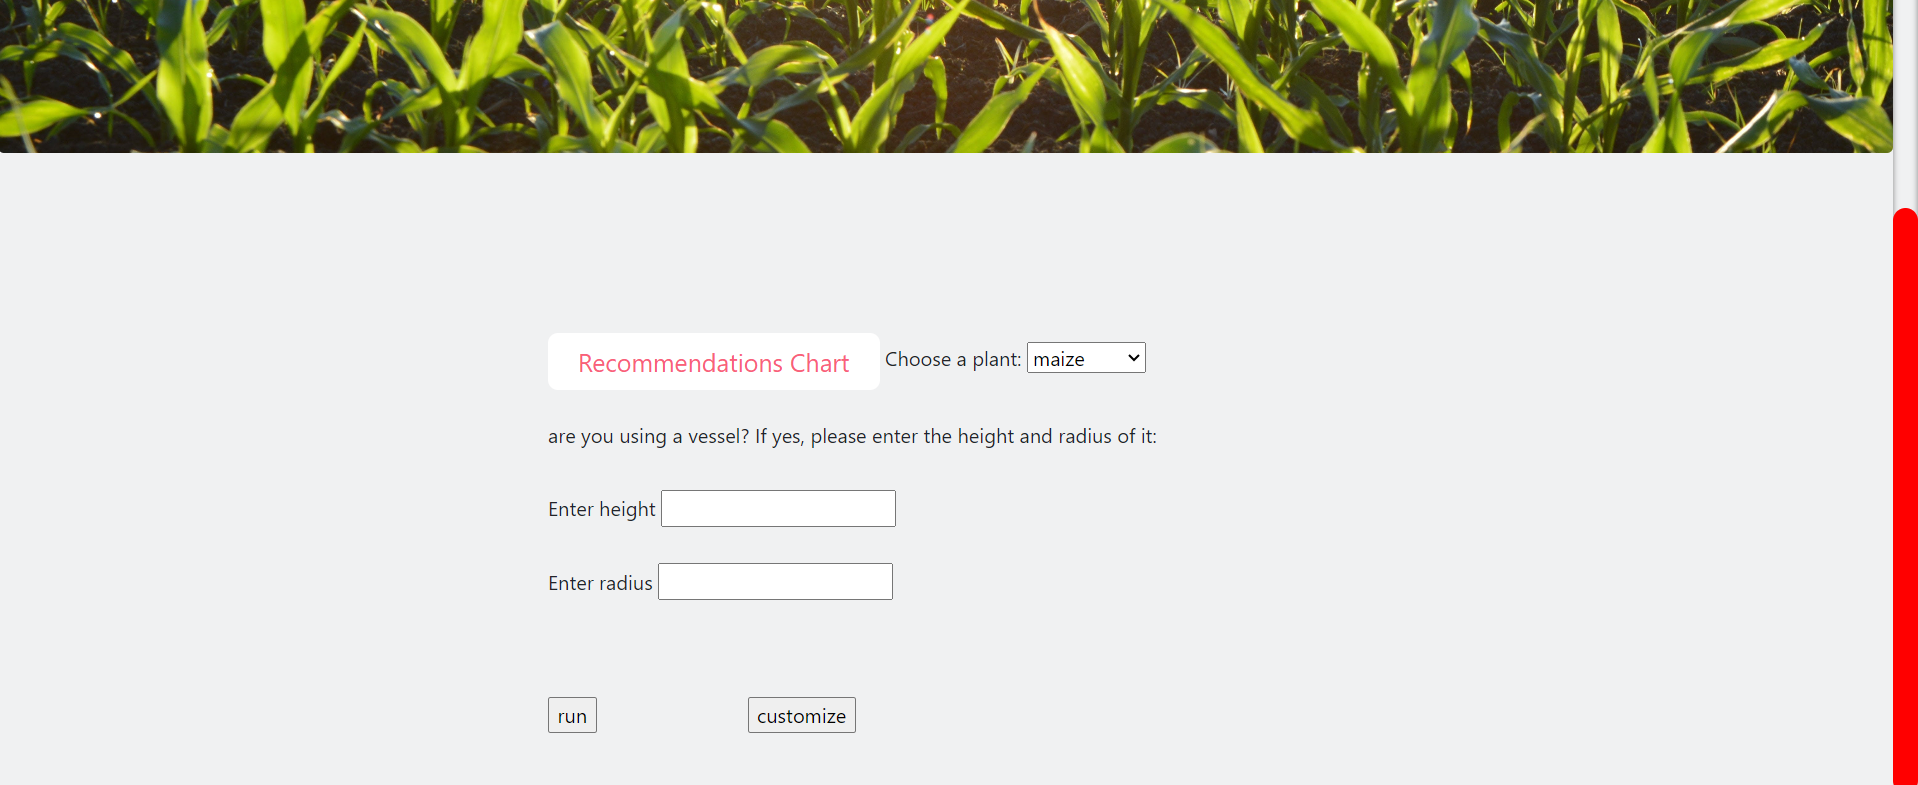 Recommendations Chart Choose a plant: maize
are you using a vessel? If yes, please enter the height and radius of it:
Enter height
Enter radius
run customize